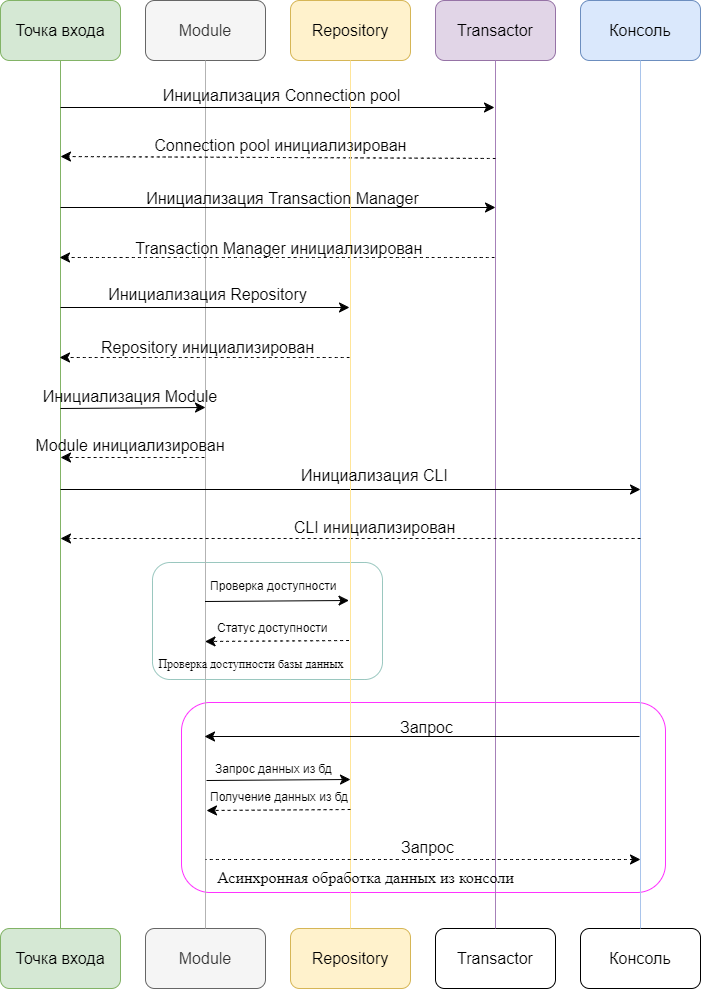 Точка входа
Module
Repository
Transactor
Консоль
Инициализация Connection pool
Connection pool инициализирован
Инициализация Transaction Manager
Transaction Manager инициализирован
Инициализация Repository
Repository инициализирован
Инициализация Module
Module инициализирован
Инициализация CLI
CLI инициализирован
Проверка доступности
Статус доступности
Проверка доступности базы данных
Запрос
Запрос данных из бд
Получение данных из бд
Запрос
Асинхронная обработка данных из консоли
Точка входа
Module
Repository
Transactor
Консоль